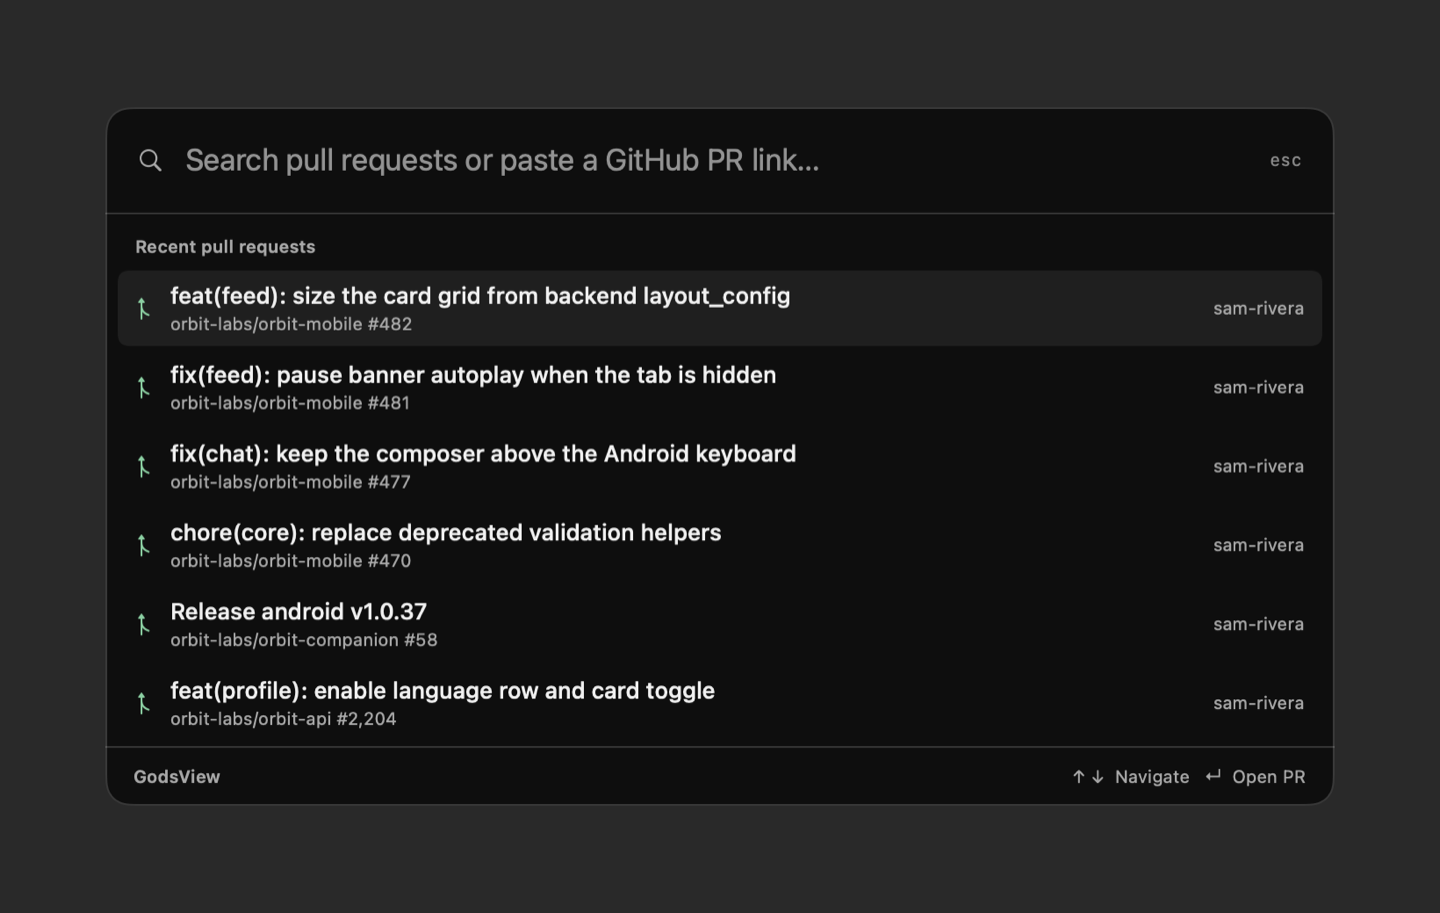 Search pull requests or paste a GitHub PR link...
esc
Recent pull requests
feat(feed): size the card grid from backend layout_config
orbit-labs/orbit-mobile #482
sam-rivera
fix(feed): pause banner autoplay when the tab is hidden
orbit-labs/orbit-mobile #481
sam-rivera
fix(chat): keep the composer above the Android keyboard
orbit-labs/orbit-mobile #477
sam-rivera
chore(core): replace deprecated validation helpers
orbit-labs/orbit-mobile #470
sam-rivera
Release android v1.0.37
orbit-labs/orbit-companion #58
sam-rivera
feat(profile): enable language row and card toggle
orbit-labs/orbit-api #2,204
sam-rivera
GodsView
↑ ↓ Navigate ↵ Open PR